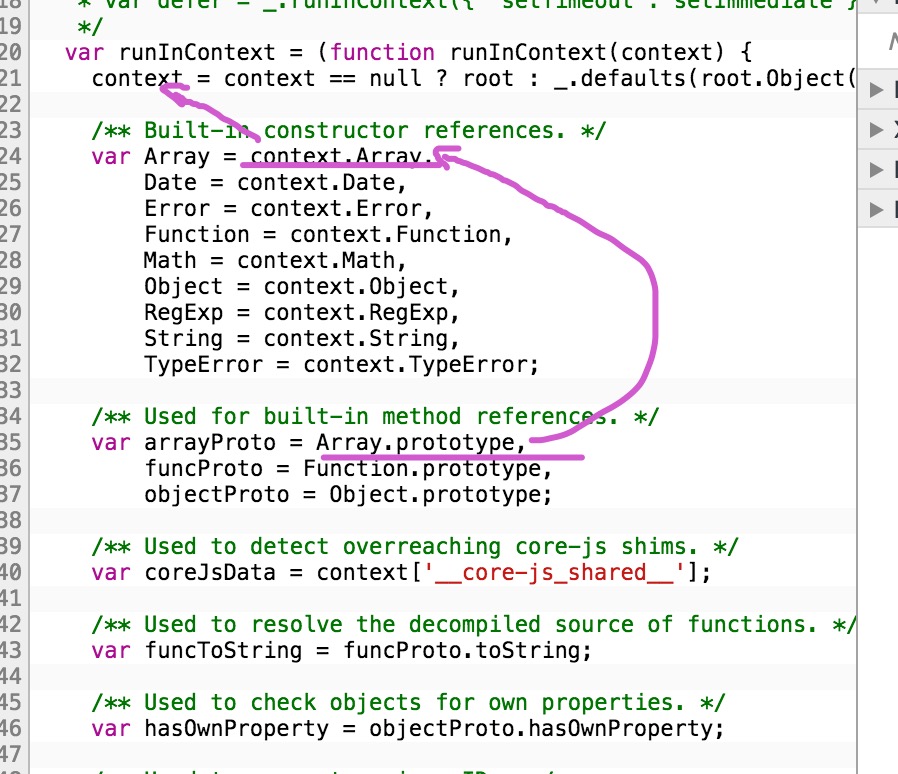 * var defer = _.runInContext({ 'setTimeout': setImmediate }
19 */
20 var runInContext = (function runInContext(context) {
21 context = context == null ? root : _.defaults(root.Object(
22
23 /** Built-in constructor references. */
24 var Array = context.Array,
25 Date = context.Date,
26 Error = context.Error,
27 Function = context.Function,
28 Math = context.Math,
29 Object = context.Object,
30 RegExp = context.RegExp,
31 String = context.String,
32 TypeError = context.TypeError;
33
34 /** Used for built-in method references. */
35 var arrayProto = Array.prototype,
36 funcProto = Function.prototype,
37 objectProto = Object.prototype;
38
39 /** Used to detect overreaching core-js shims. */
40 var coreJsData = context['__core-js_shared__'];
41
42 /** Used to resolve the decompiled source of functions. */
43 var funcToString = funcProto.toString;
44
45 /** Used to check objects for own properties. */
46 var hasOwnProperty = objectProto.hasOwnProperty;
47